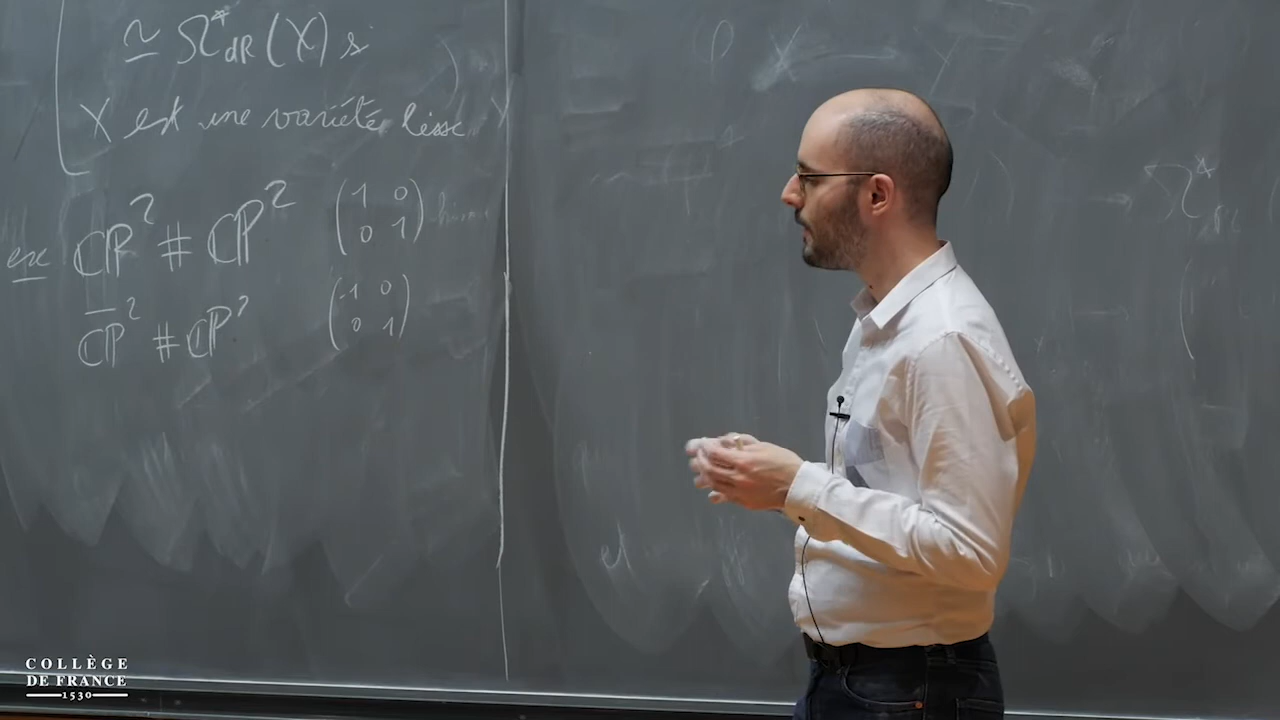 ≃ Ω*dR(X) si
X est une variété lisse)
ex ℂℙ² # ℂℙ² (1 0 0 1)
\overline{ℂℙ}² # ℂℙ² (-1 0 0 1)
COLLÈGE
DE FRANCE
1530